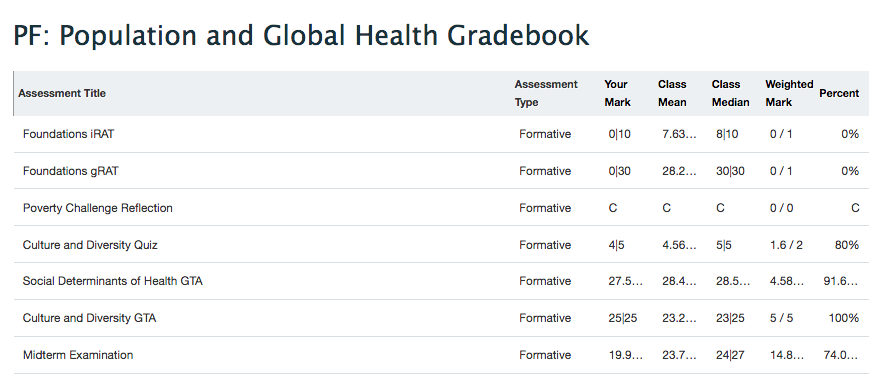 PF: Population and Global Health Gradebook
Assessment Title Assessment Type Your Mark Class Mean Class Median Weighted Mark Percent
Foundations iRAT Formative 0|10 7.63... 8|10 0 / 1 0%
Foundations gRAT Formative 0|30 28.2... 30|30 0 / 1 0%
Poverty Challenge Reflection Formative C C C 0 / 0 C
Culture and Diversity Quiz Formative 4|5 4.56... 5|5 1.6 / 2 80%
Social Determinants of Health GTA Formative 27.5... 28.4... 28.5... 4.58... 91.6...
Culture and Diversity GTA Formative 25|25 23.2... 23|25 5 / 5 100%
Midterm Examination Formative 19.9... 23.7... 24|27 14.8... 74.0...